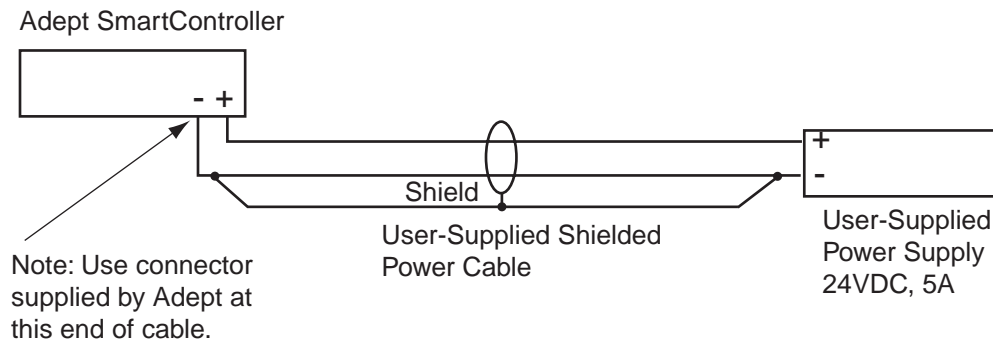 Adept SmartController
- +
+
-
Shield
User-Supplied Shielded
Power Cable
User-Supplied
Power Supply
24VDC, 5A
Note: Use connector
supplied by Adept at
this end of cable.